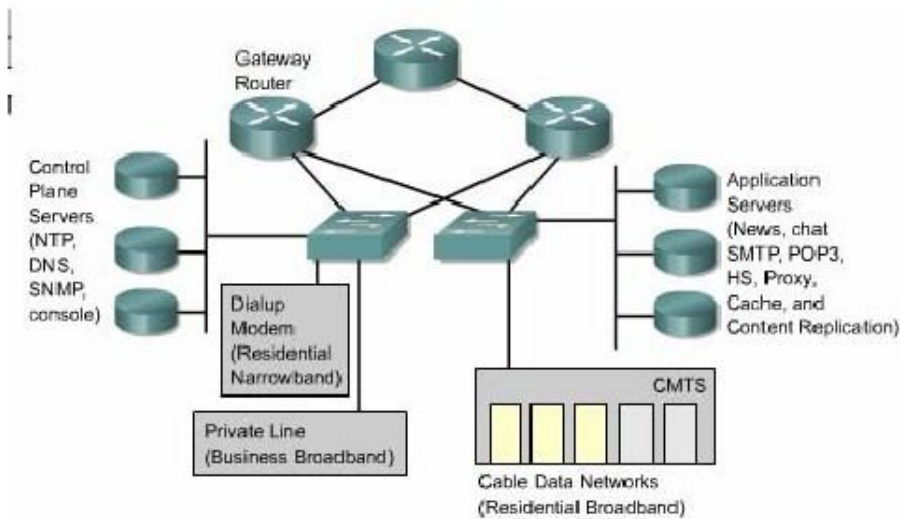 Gateway
Router
Control
Plane
Servers
(NTP,
DNS,
SNMP,
console)
Application
Servers
(News, chat
SMTP, POP3,
HS, Proxy,
Cache, and
Content Replication)
Dialup
Modem
(Residential
Narrowband)
Private Line
(Business Broadband)
CMTS
Cable Data Networks
(Residential Broadband)